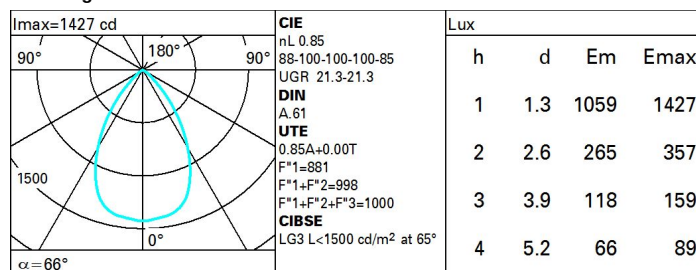 Imax=1427 cd
90° 180° 90°
1500
0°
α=66°
CIE
nL 0.85
88-100-100-100-85
UGR 21.3-21.3
DIN
A.61
UTE
0.85A+0.00T
F"1=881
F"1+F"2=998
F"1+F"2+F"3=1000
CIBSE
LG3 L<1500 cd/m² at 65°
Lux
h d Em Emax
1 1.3 1059 1427
2 2.6 265 357
3 3.9 118 159
4 5.2 66 89